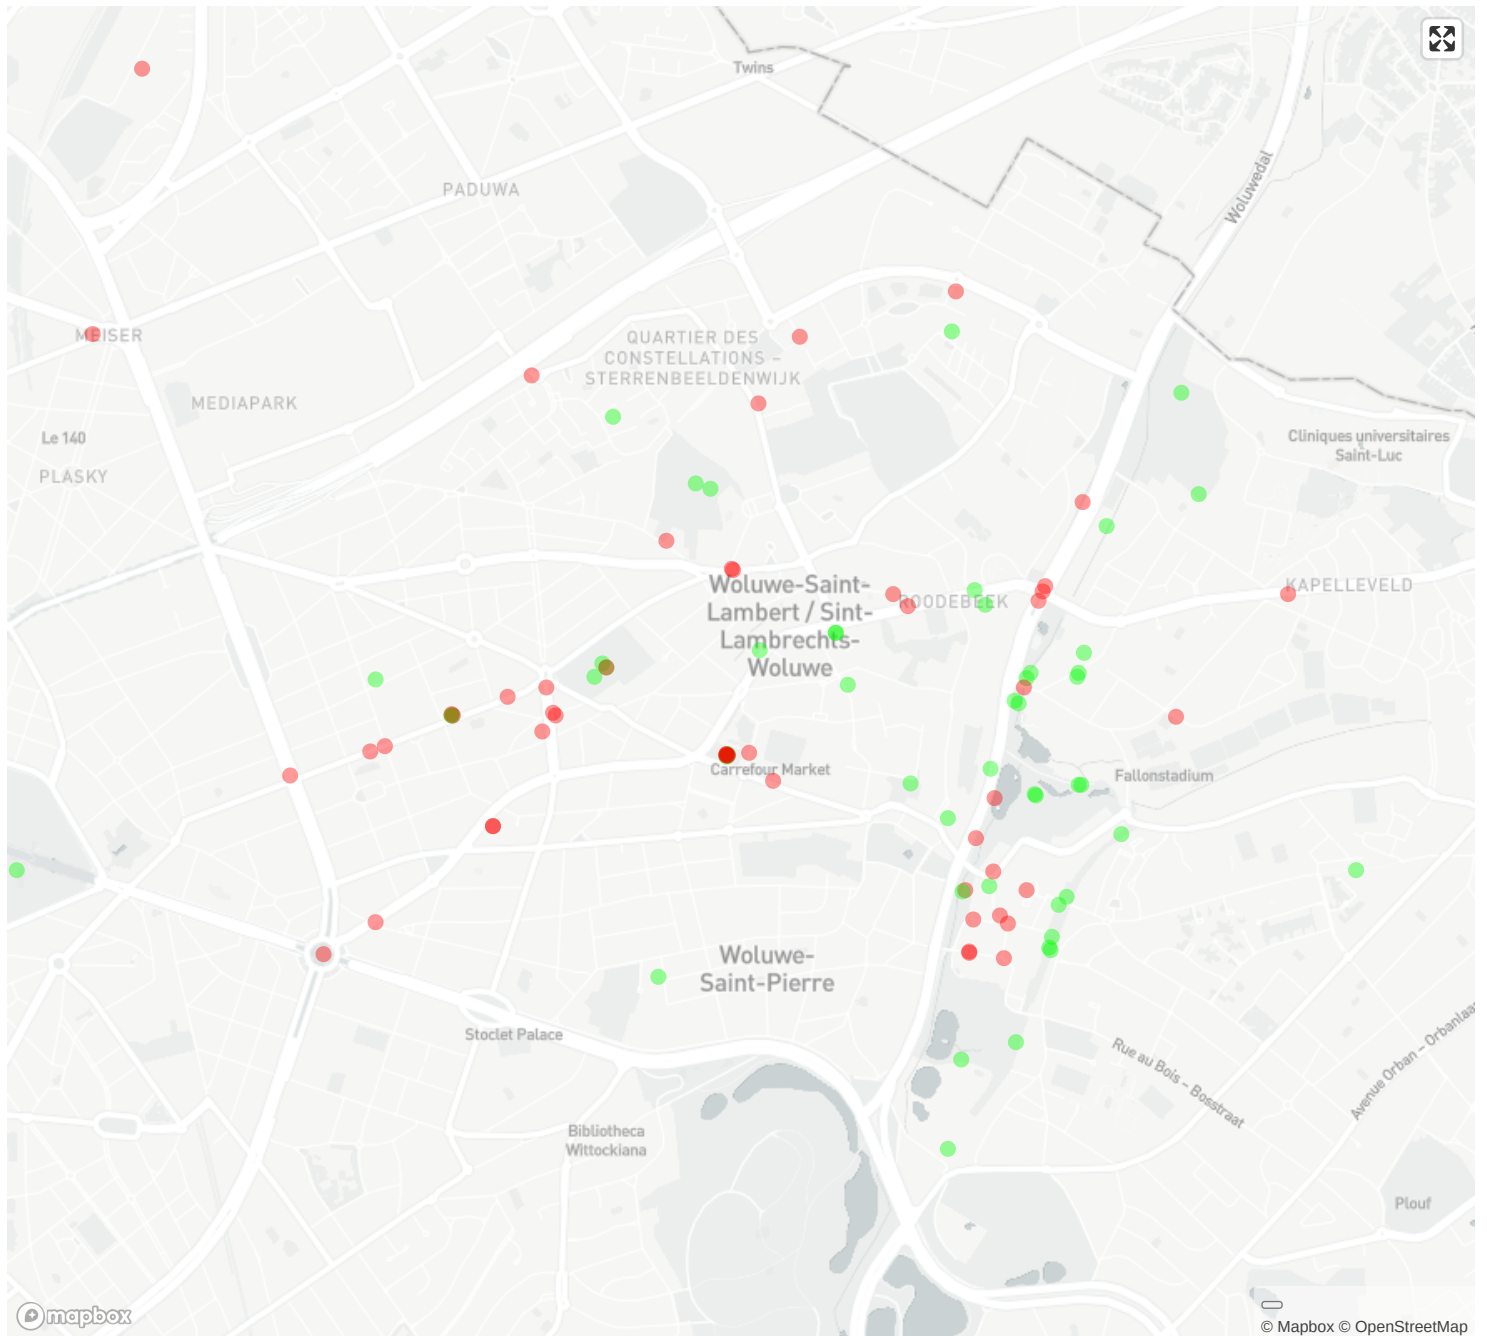 Twins
Woluwedal
PADUWA
MEISER
QUARTIER DES
CONSTELLATIONS –
STERRENBEELDENWIJK
MEDIAPARK
Le 140
PLASKY
Cliniques universitaires
Saint-Luc
Woluwe-Saint-
Lambert / Sint-
Lambrechts-
Woluwe
ROODEBEEK
KAPELLEVELD
Carrefour Market
Fallonstadium
Woluwe-
Saint-Pierre
Stoclet Palace
Rue au Bois – Bosstraat
Avenue Orban – Orbanlaan
Bibliotheca
Wittockiana
Plouf
mapbox
© Mapbox © OpenStreetMap